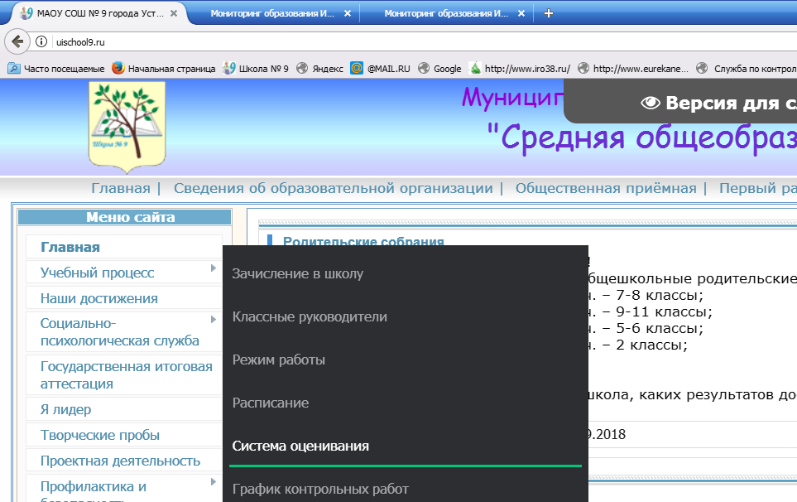 МАОУ СОШ № 9 города Уст... Мониторинг образования И... Мониторинг образования И...
uischool9.ru
Часто посещаемые Начальная страница Школа № 9 Яндекс @MAIL.RU Google http://www.iro38.ru/ http://www.eurekane... Служба по контрол
Школа № 9
Муницип
Версия для сл
"Средняя общеобраз
Главная | Сведения об образовательной организации | Общественная приёмная | Первый ра
Меню сайта
Главная
Учебный процесс
Наши достижения
Социально-
психологическая служба
Государственная итоговая
аттестация
Я лидер
Творческие пробы
Проектная деятельность
Профилактика и
Зачисление в школу
Классные руководители
Режим работы
Расписание
Система оценивания
График контрольных работ
Родительские собрания
!
бщешкольные родительские
ч. – 7-8 классы;
ч. – 9-11 классы;
ч. – 5-6 классы;
ч. – 2 классы;
школа, каких результатов до
9.2018